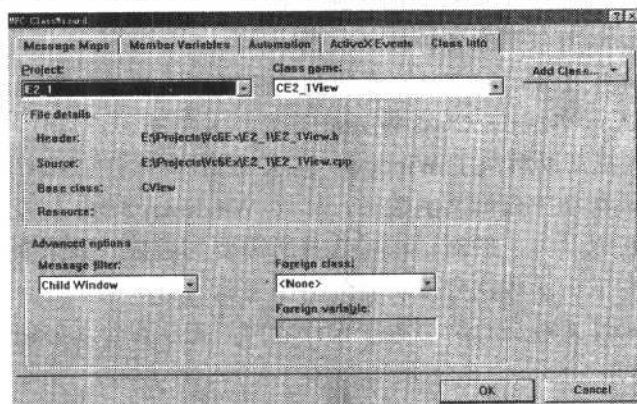 MFC ClassWizard
Message Maps Member Variables Automation ActiveX Events Class Info
Project: Class name:
E2_1 CE2_1View Add Class...
File details
Header: E:\Projects\Vc6Ex\E2_1\E2_1View.h
Source: E:\Projects\Vc6Ex\E2_1\E2_1View.cpp
Base class: CView
Resource:
Advanced options
Message filter: Foreign class:
Child Window <None>
Foreign variable:
OK Cancel